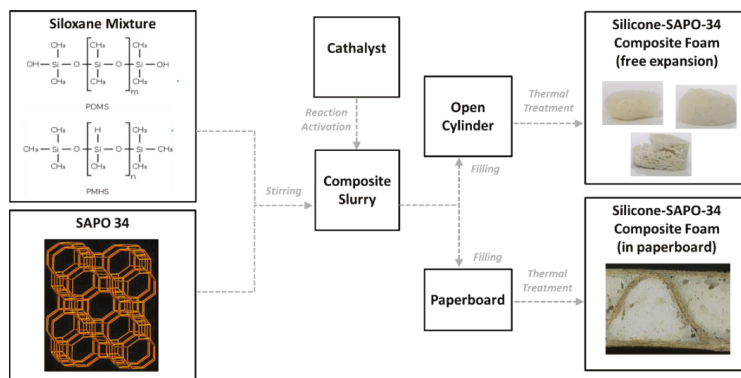 Siloxane Mixture
CH₃ CH₃ CH₃
OH—Si—O—Si—O—Si—OH
CH₃ CH₃ CH₃
m
PDMS
CH₃ H CH₃
CH₃—Si—O—Si—O—Si—CH₃
CH₃ CH₃ CH₃
n
PMHS
SAPO 34
Stirring
Cathalyst
Reaction
Activation
Composite
Slurry
Open
Cylinder
Filling
Filling
Paperboard
Thermal
Treatment
Thermal
Treatment
Silicone-SAPO-34
Composite Foam
(free expansion)
Silicone-SAPO-34
Composite Foam
(in paperboard)